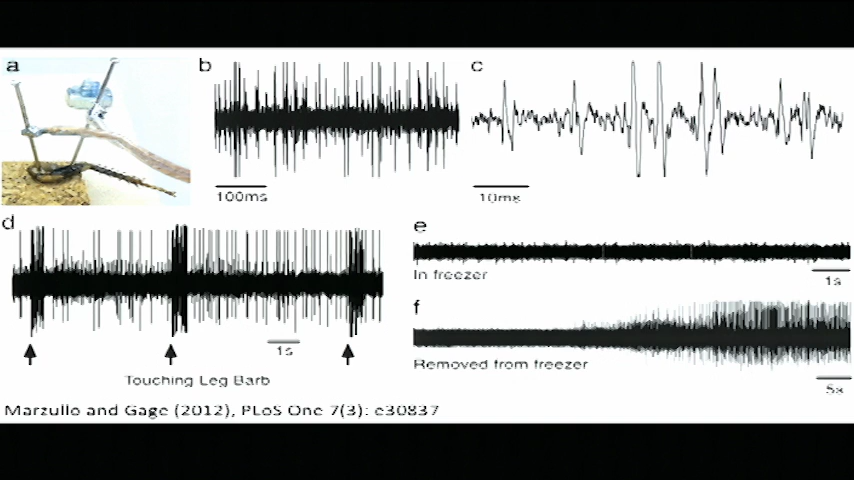 a
b
c
100ms
10ms
d
1s
Touching Leg Barb
e
In freezer
1s
f
Removed from freezer
5s
Marzullo and Gage (2012), PLoS One 7(3): e30837